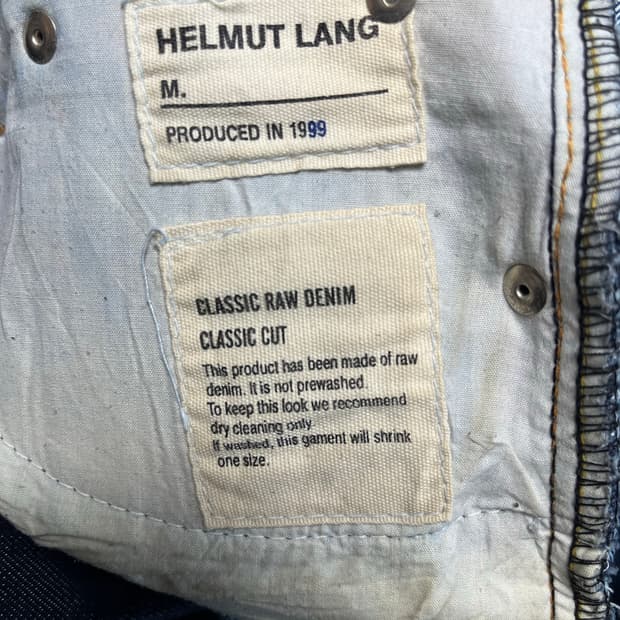 HELMUT LANG
M.
PRODUCED IN 1999
CLASSIC RAW DENIM
CLASSIC CUT
This product has been made of raw
denim. It is not prewashed.
To keep this look we recommend
dry cleaning only
If washed, this gament will shrink
one size.